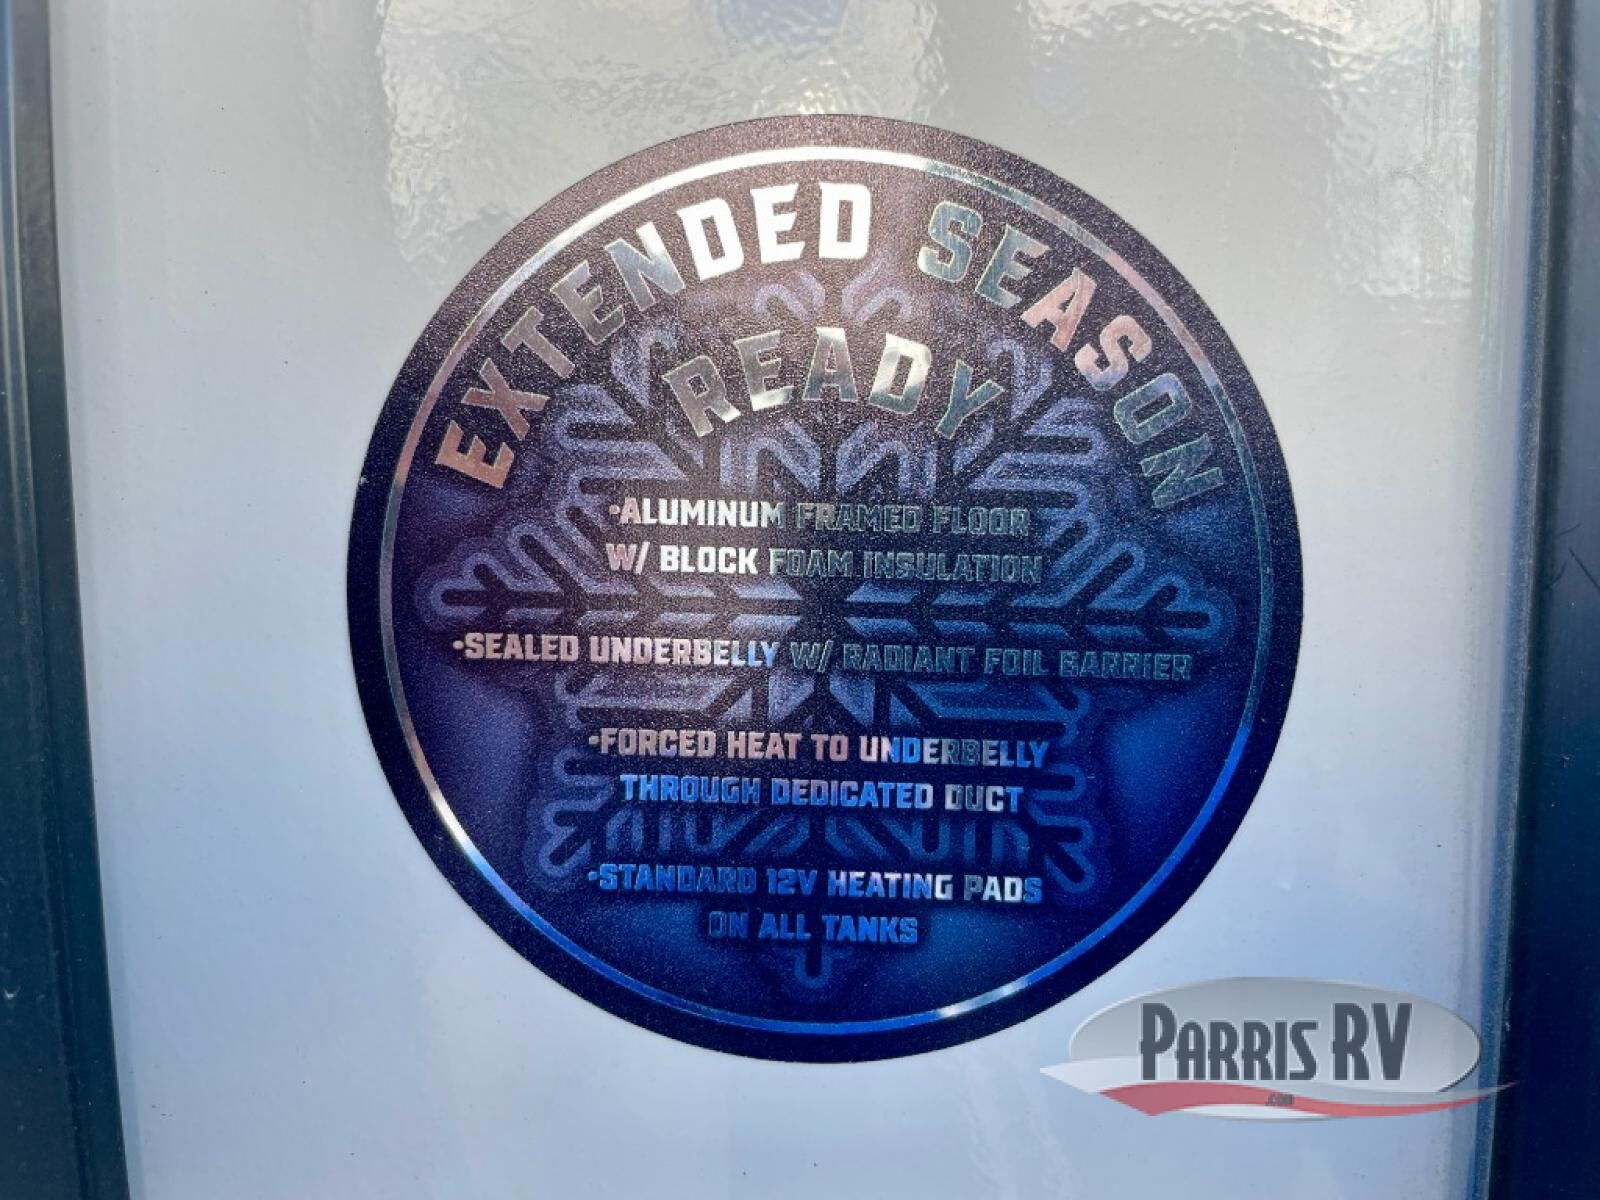 EXTENDED SEASON
READY
•ALUMINUM FRAMED FLOOR
W/ BLOCK FOAM INSULATION
•SEALED UNDERBELLY W/ RADIANT FOIL BARRIER
•FORCED HEAT TO UNDERBELLY
THROUGH DEDICATED DUCT
•STANDARD 12V HEATING PADS
ON ALL TANKS
PARRIS RV
.com